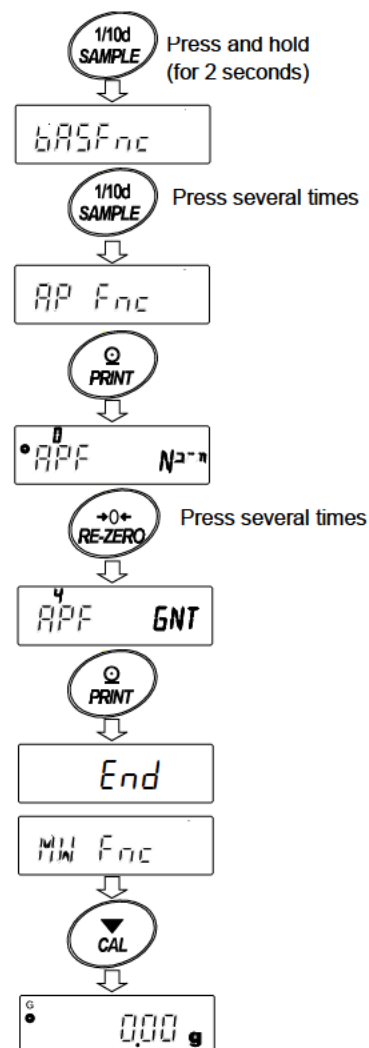 1/10d
SAMPLE
Press and hold
(for 2 seconds)
bASFnc
1/10d
SAMPLE
Press several times
AP Fnc
PRINT
0
APF
→0←
RE-ZERO
Press several times
4
APF GNT
PRINT
End
MW Fnc
CAL
G
0.00 g